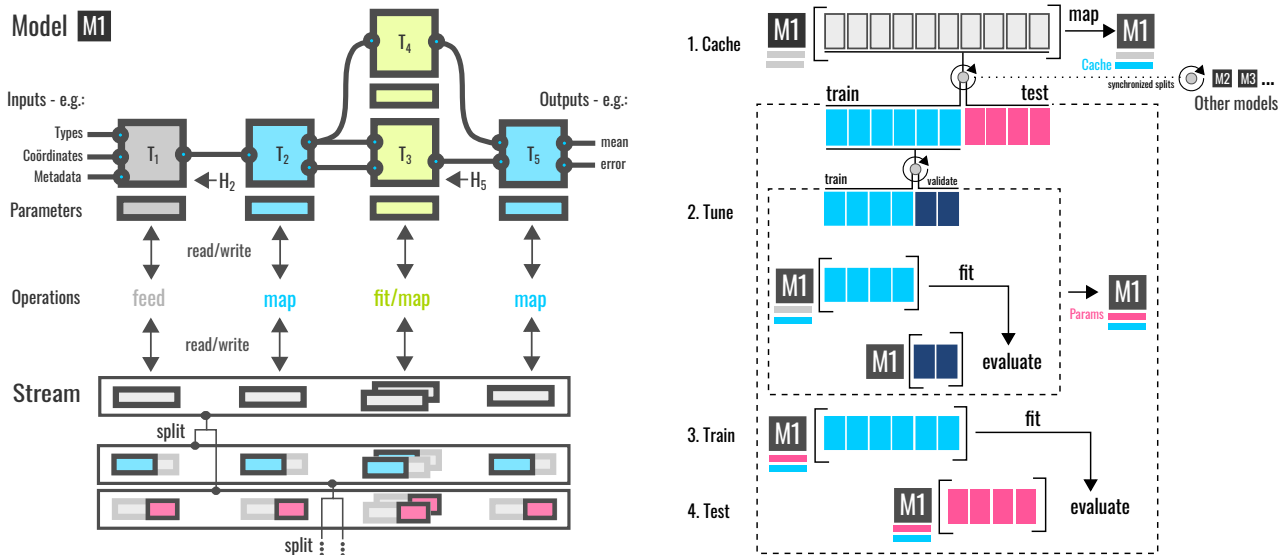 Model M1
T4
Inputs - e.g.:
Outputs - e.g.:
Types
Coördinates
Metadata
T1
T2
T3
T5
mean
error
H2
H5
Parameters
read/write
Operations
feed
map
fit/map
map
read/write
Stream
split
split
1. Cache
M1
map
M1
Cache
synchronized splits
M2 M3 ...
Other models
train
test
train
validate
2. Tune
M1
fit
M1
evaluate
Params
M1
3. Train
M1
fit
4. Test
M1
evaluate